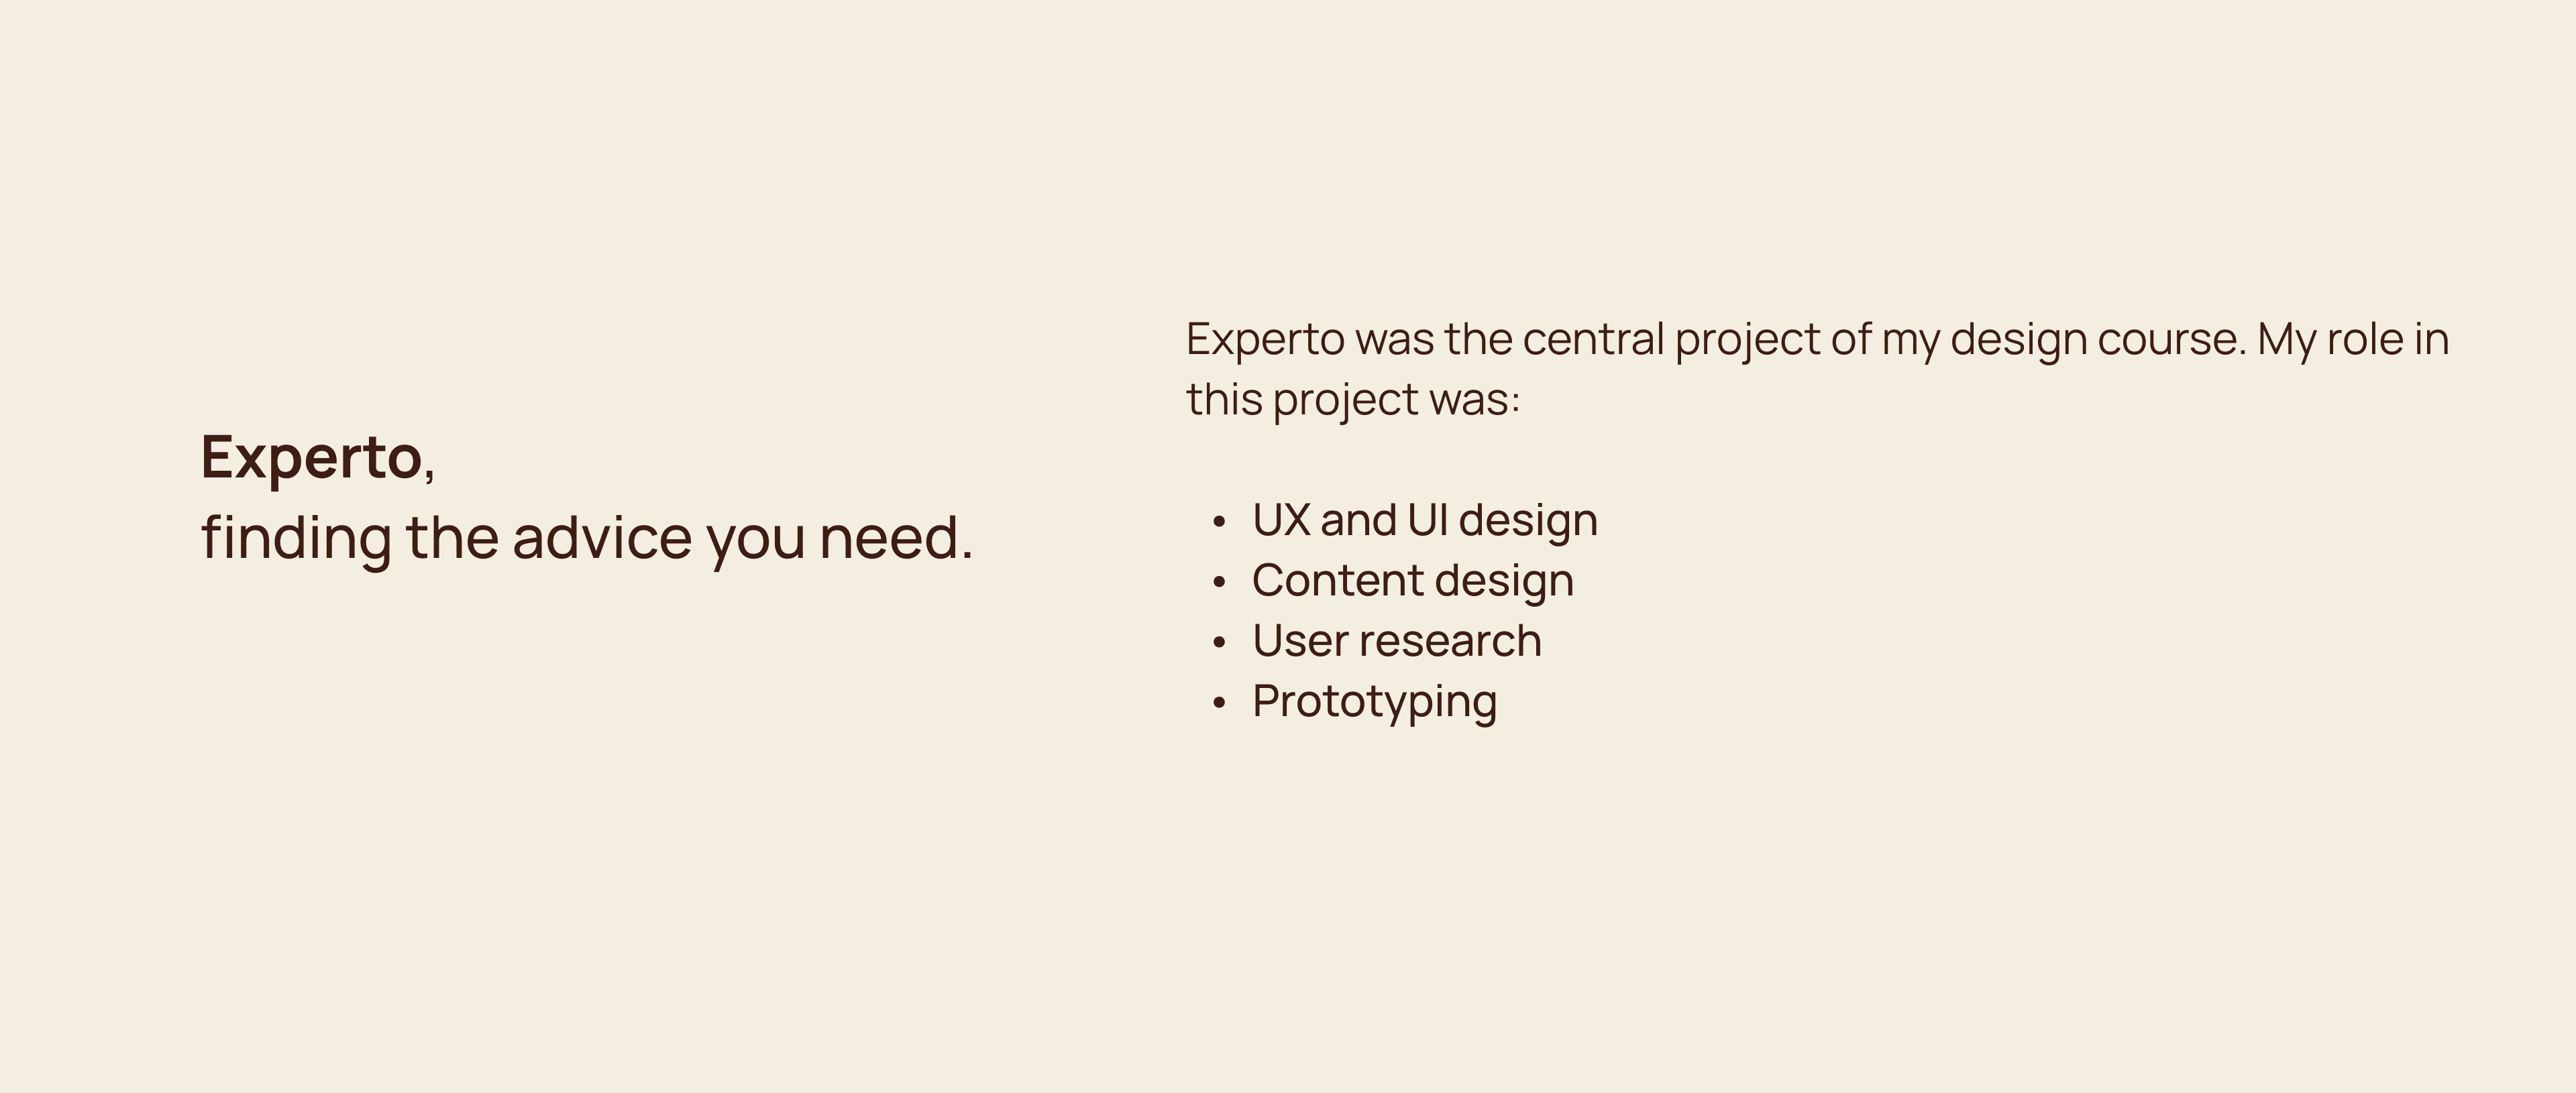 Experto,
finding the advice you need.
Experto was the central project of my design course. My role in
this project was:
• UX and UI design
• Content design
• User research
• Prototyping